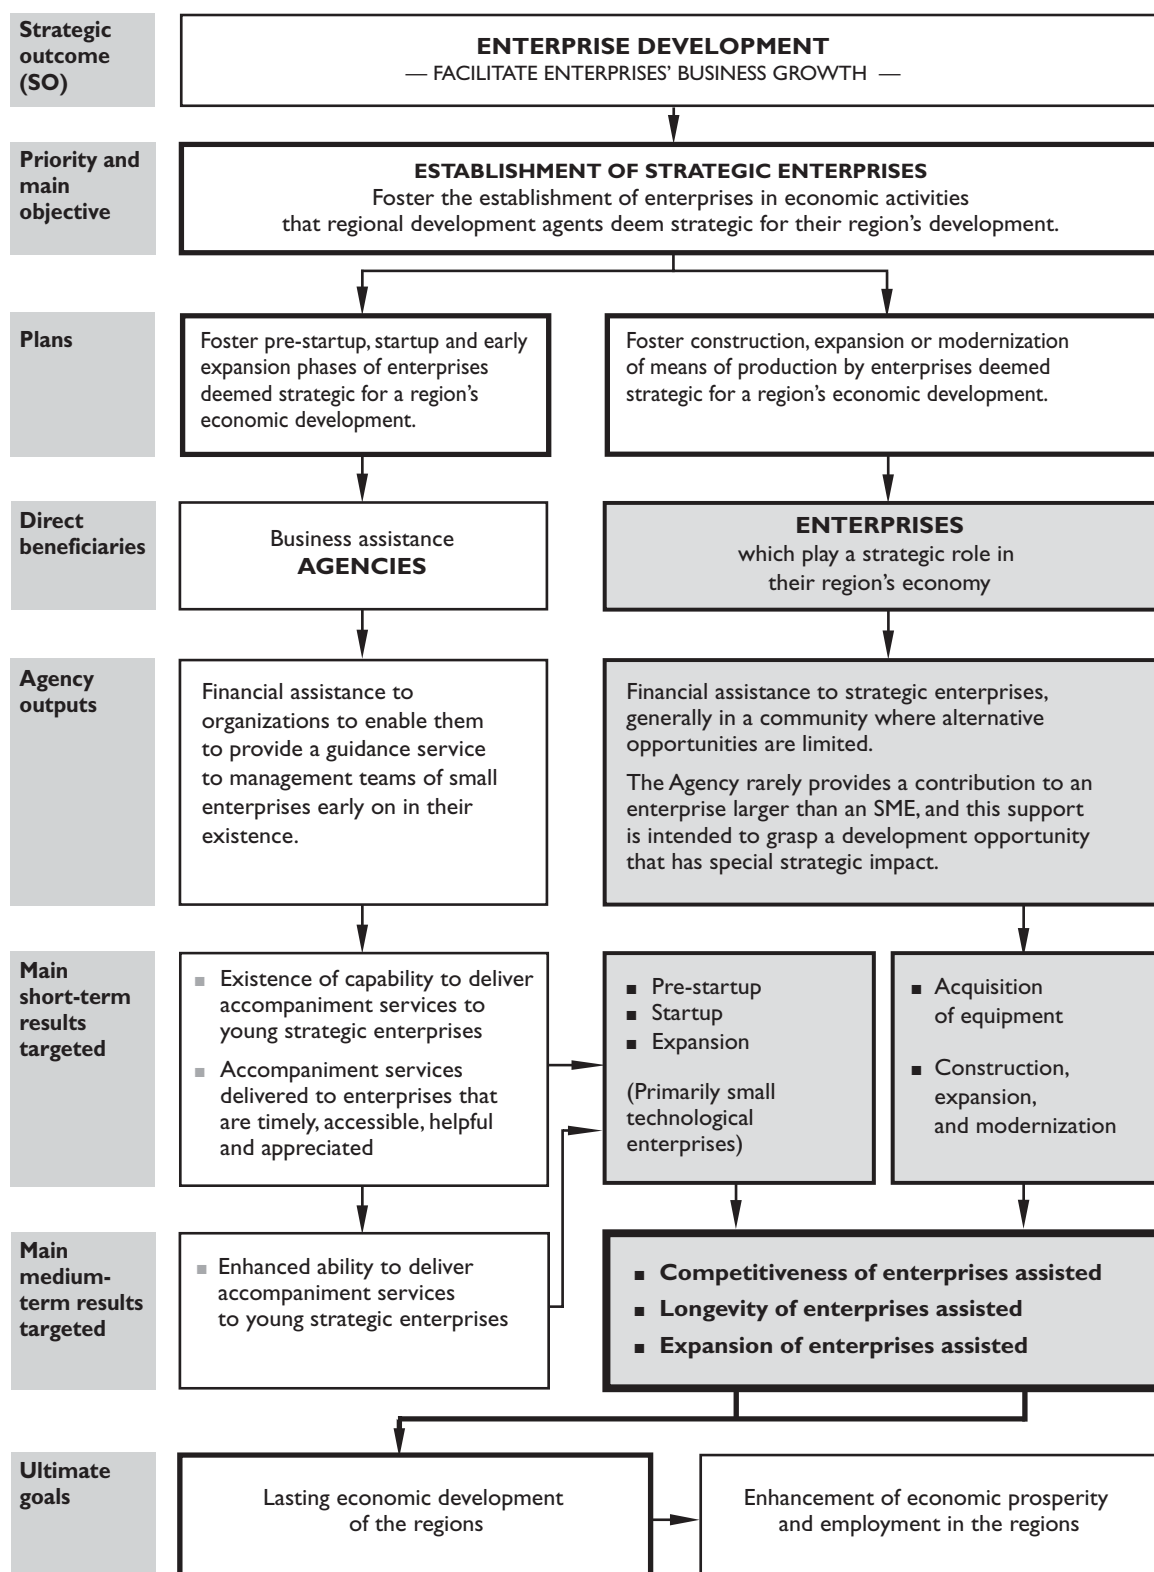 Strategic
outcome
(SO)
ENTERPRISE DEVELOPMENT
— FACILITATE ENTERPRISES’ BUSINESS GROWTH —
Priority and
main
objective
ESTABLISHMENT OF STRATEGIC ENTERPRISES
Foster the establishment of enterprises in economic activities
that regional development agents deem strategic for their region’s development.
Plans
Foster pre-startup, startup and early
expansion phases of enterprises
deemed strategic for a region’s
economic development.
Foster construction, expansion or modernization
of means of production by enterprises deemed
strategic for a region’s economic development.
Direct
beneficiaries
Business assistance
AGENCIES
ENTERPRISES
which play a strategic role in
their region’s economy
Agency
outputs
Financial assistance to
organizations to enable them
to provide a guidance service
to management teams of small
enterprises early on in their
existence.
Financial assistance to strategic enterprises,
generally in a community where alternative
opportunities are limited.
The Agency rarely provides a contribution to an
enterprise larger than an SME, and this support
is intended to grasp a development opportunity
that has special strategic impact.
Main
short-term
results
targeted
■ Existence of capability to deliver
accompaniment services to
young strategic enterprises
■ Accompaniment services
delivered to enterprises that
are timely, accessible, helpful
and appreciated
■ Pre-startup
■ Startup
■ Expansion
(Primarily small
technological
enterprises)
■ Acquisition
of equipment
■ Construction,
expansion,
and modernization
Main
medium-
term results
targeted
■ Enhanced ability to deliver
accompaniment services
to young strategic enterprises
■ Competitiveness of enterprises assisted
■ Longevity of enterprises assisted
■ Expansion of enterprises assisted
Ultimate
goals
Lasting economic development
of the regions
Enhancement of economic prosperity
and employment in the regions